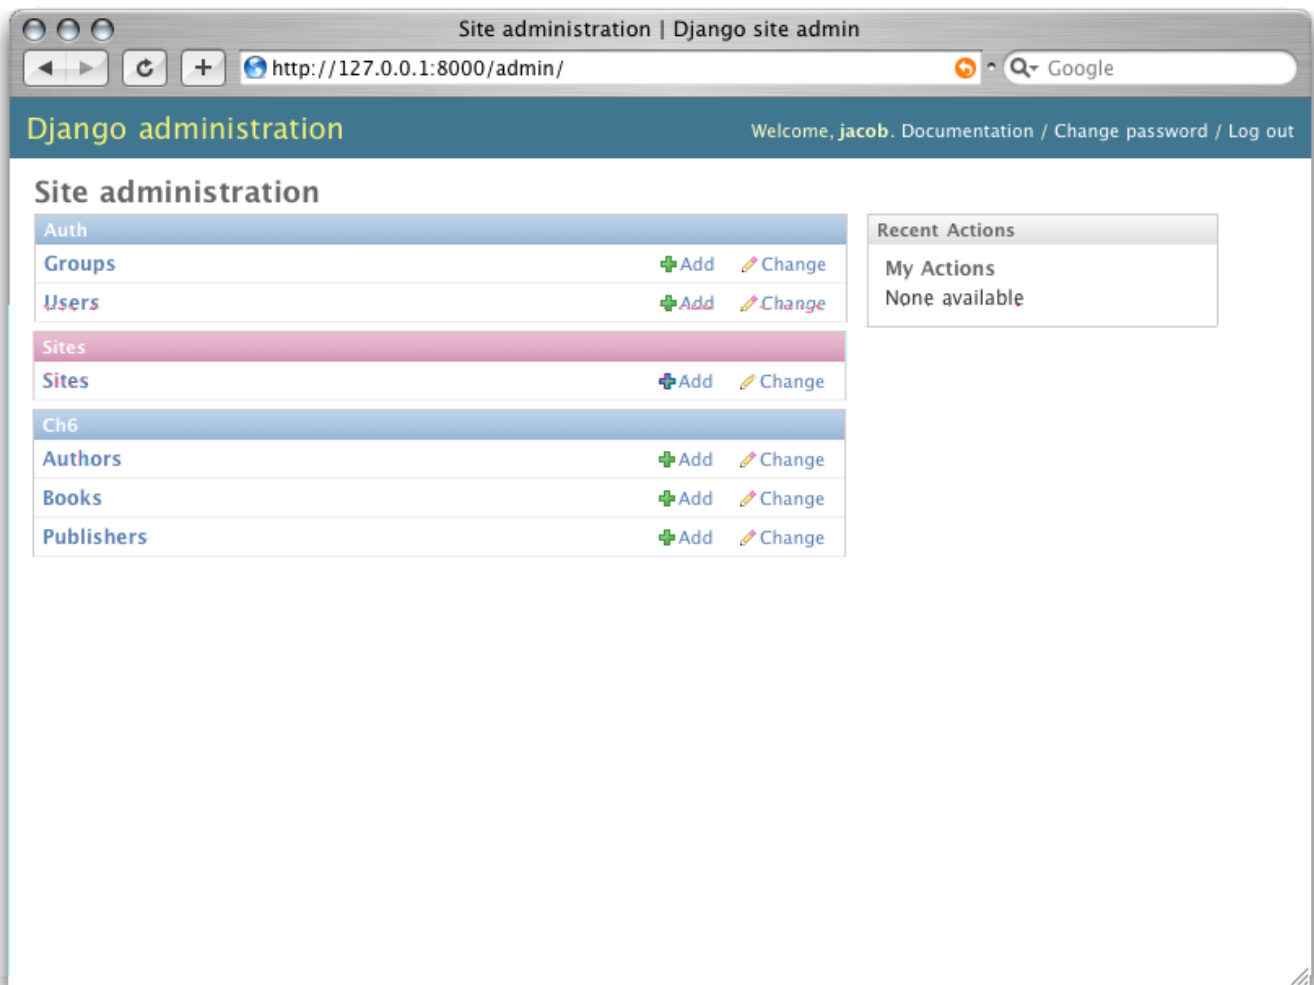 Site administration | Django site admin
http://127.0.0.1:8000/admin/
Google
Django administration
Welcome, jacob. Documentation / Change password / Log out
Site administration
Auth
Groups Add Change
Users Add Change
Sites
Sites Add Change
Ch6
Authors Add Change
Books Add Change
Publishers Add Change
Recent Actions
My Actions
None available